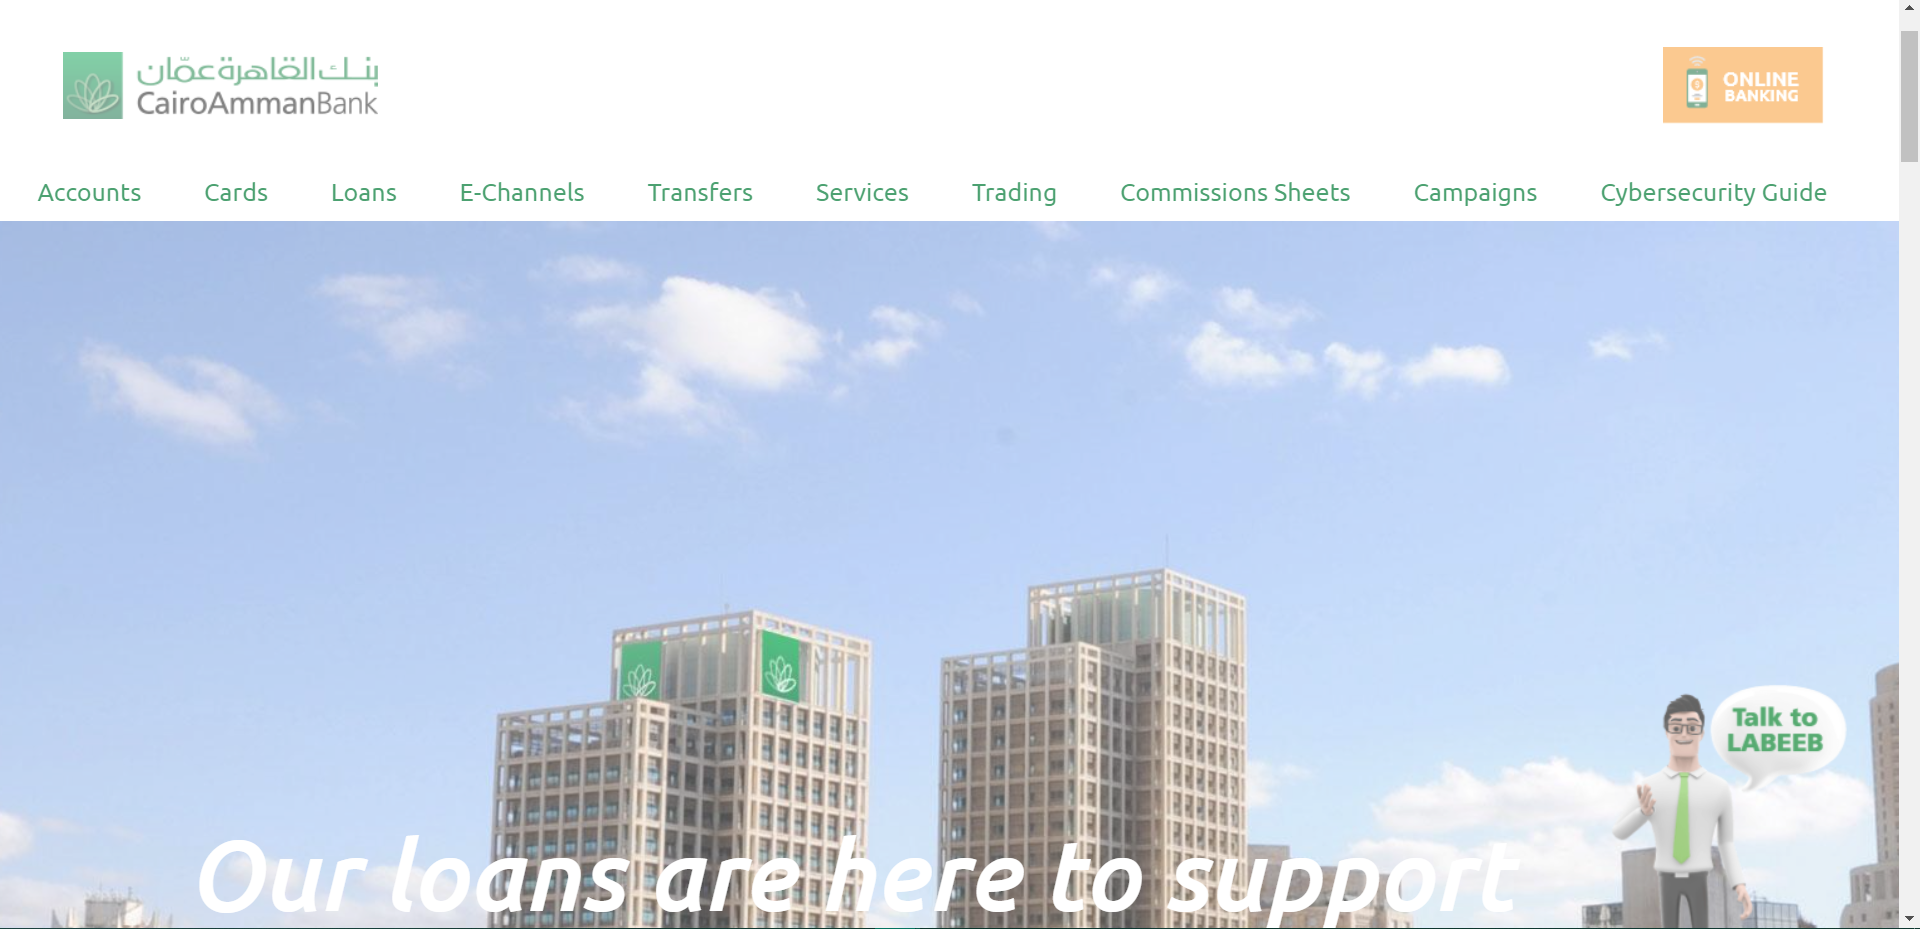 بنك القاهرة عمّان
CairoAmmanBank
ONLINE
BANKING
Accounts
Cards
Loans
E-Channels
Transfers
Services
Trading
Commissions Sheets
Campaigns
Cybersecurity Guide
Talk to
LABEEB
Our loans are here to support